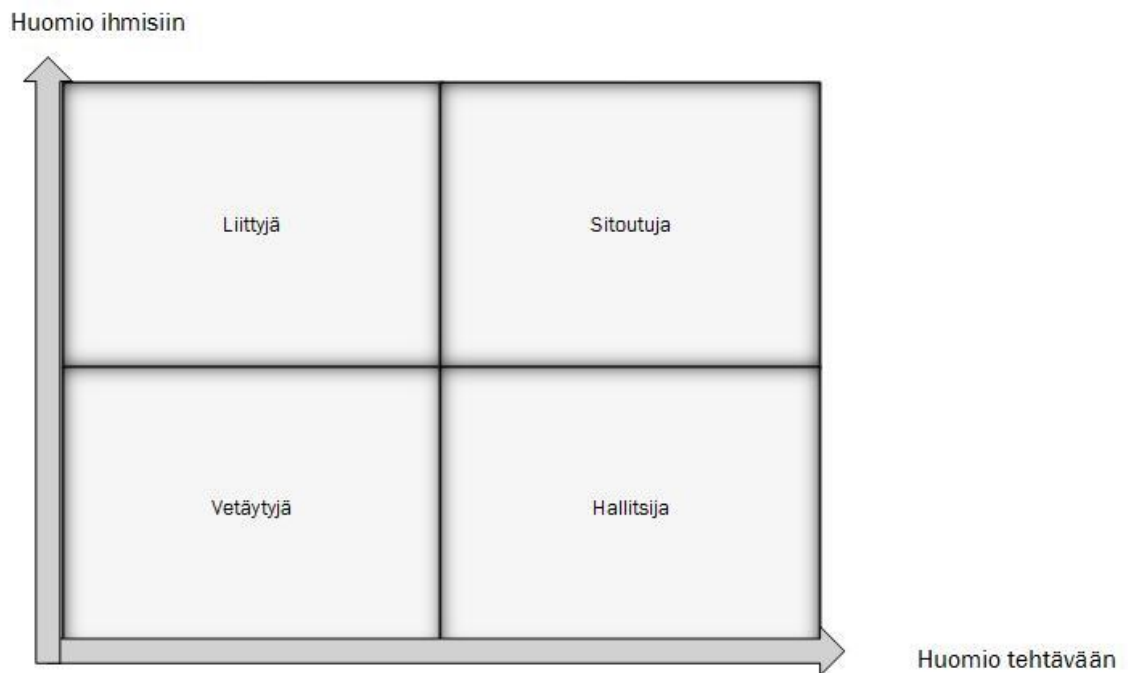 Huomio ihmisiin
Liittyjä
Sitoutuja
Vetäytyjä
Hallitsija
Huomio tehtävään